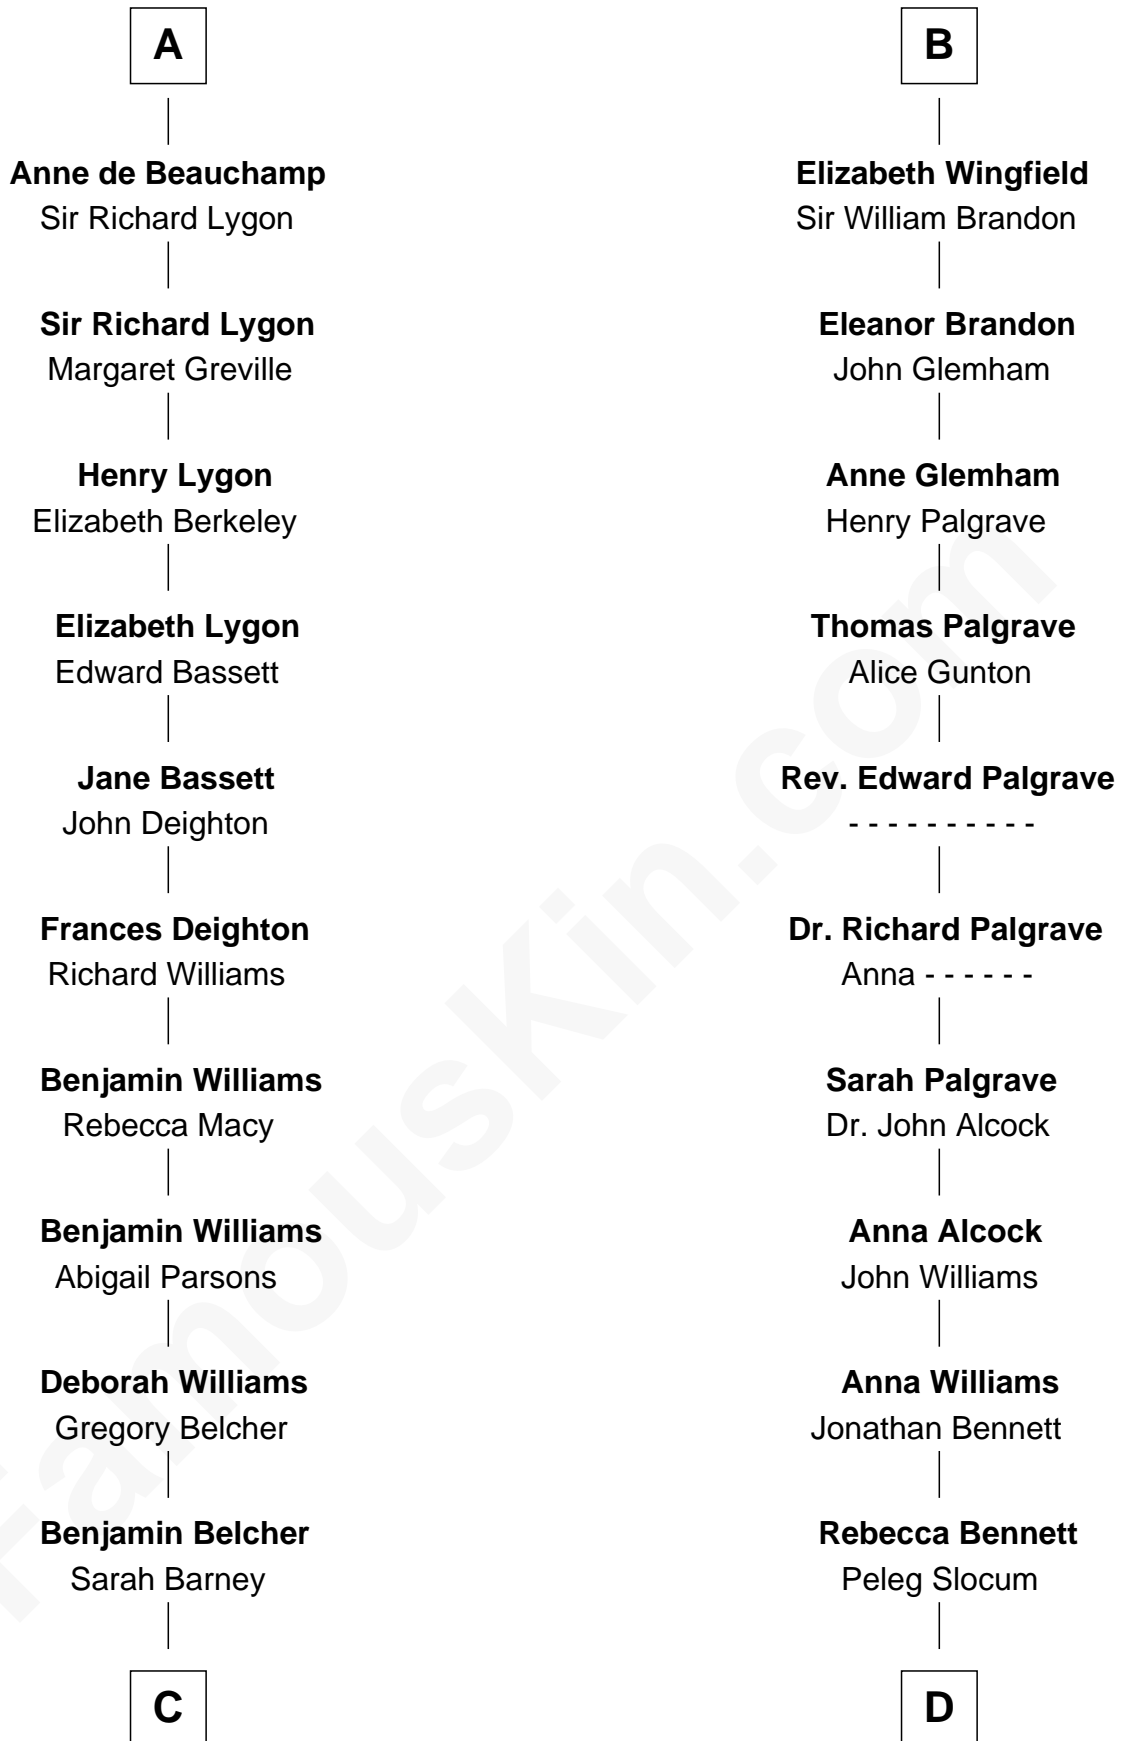 A
Anne de Beauchamp
Sir Richard Lygon
Sir Richard Lygon
Margaret Greville
Henry Lygon
Elizabeth Berkeley
Elizabeth Lygon
Edward Bassett
Jane Bassett
John Deighton
Frances Deighton
Richard Williams
Benjamin Williams
Rebecca Macy
Benjamin Williams
Abigail Parsons
Deborah Williams
Gregory Belcher
Benjamin Belcher
Sarah Barney
C
B
Elizabeth Wingfield
Sir William Brandon
Eleanor Brandon
John Glemham
Anne Glemham
Henry Palgrave
Thomas Palgrave
Alice Gunton
Rev. Edward Palgrave
- - - - - - - - - -
Dr. Richard Palgrave
Anna - - - - - -
Sarah Palgrave
Dr. John Alcock
Anna Alcock
John Williams
Anna Williams
Jonathan Bennett
Rebecca Bennett
Peleg Slocum
D
FamousKin.com